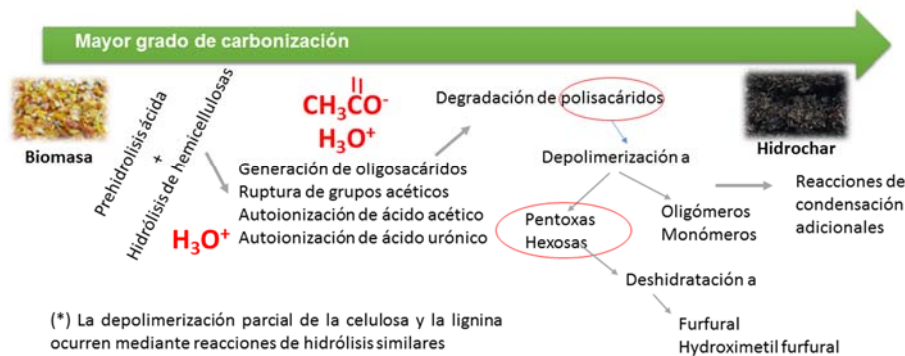 Mayor grado de carbonización
Biomasa
Prehidrolisis ácida
+
Hidrólisis de hemicellulosas
H₃O⁺
||
CH₃CO⁻
H₃O⁺
Generación de oligosacáridos
Ruptura de grupos acéticos
Autoionización de ácido acético
Autoionización de ácido urónico
Degradación de polisacáridos
Depolimerización a
Pentoxas
Hexosas
Oligómeros
Monómeros
Deshidratación a
Furfural
Hydroximetil furfural
Hidrochar
Reacciones de
condensación
adicionales
(*) La depolimerización parcial de la celulosa y la lignina
ocurren mediante reacciones de hidrólisis similares